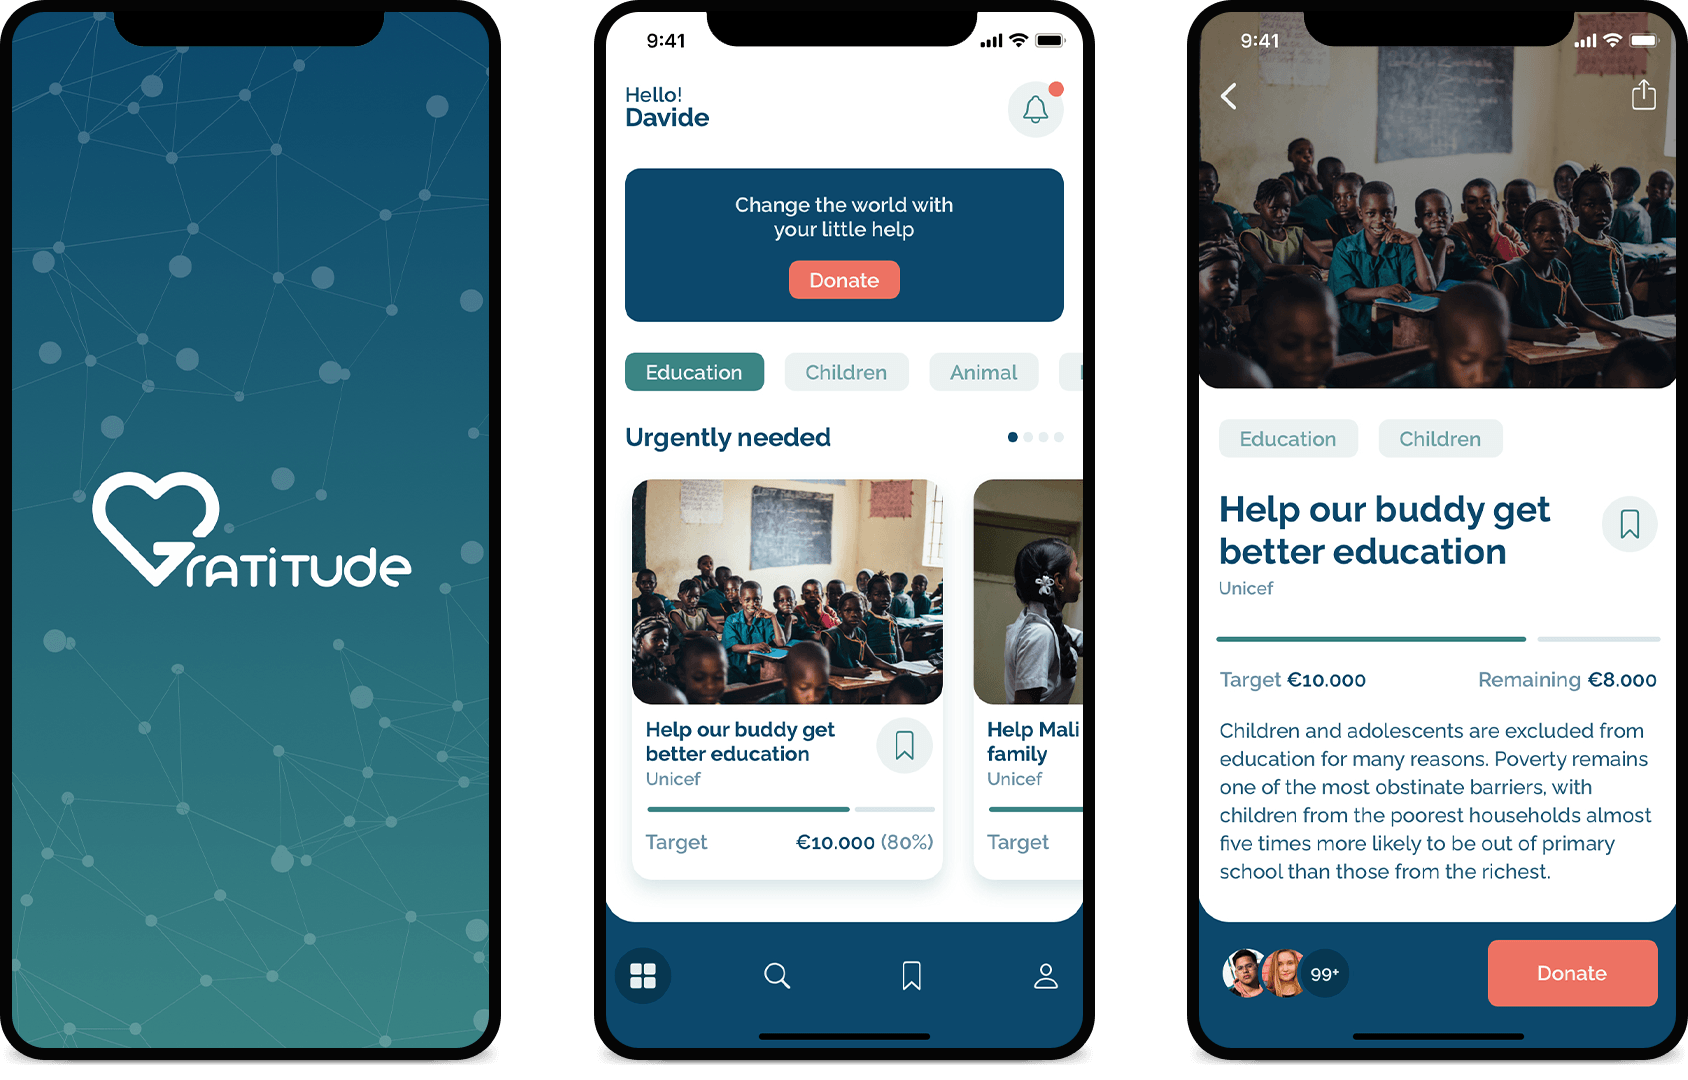 Gratitude
9:41
Hello!
Davide
Change the world with
your little help
Donate
Education
Children
Animal
Urgently needed
Help our buddy get
better education
Unicef
Target
€10.000 (80%)
Help Mali
family
Unicef
Target
9:41
Education
Children
Help our buddy get
better education
Unicef
Target €10.000
Remaining €8.000
Children and adolescents are excluded from
education for many reasons. Poverty remains
one of the most obstinate barriers, with
children from the poorest households almost
five times more likely to be out of primary
school than those from the richest.
99+
Donate